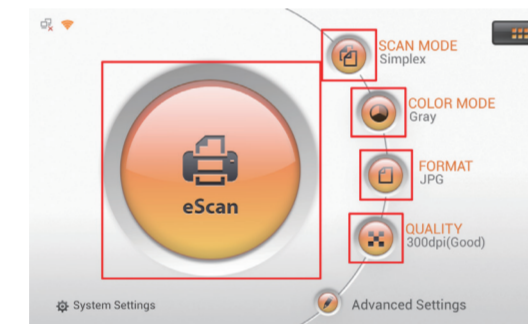 SCAN MODE
Simplex
COLOR MODE
Gray
FORMAT
JPG
eScan
QUALITY
300dpi(Good)
System Settings
Advanced Settings